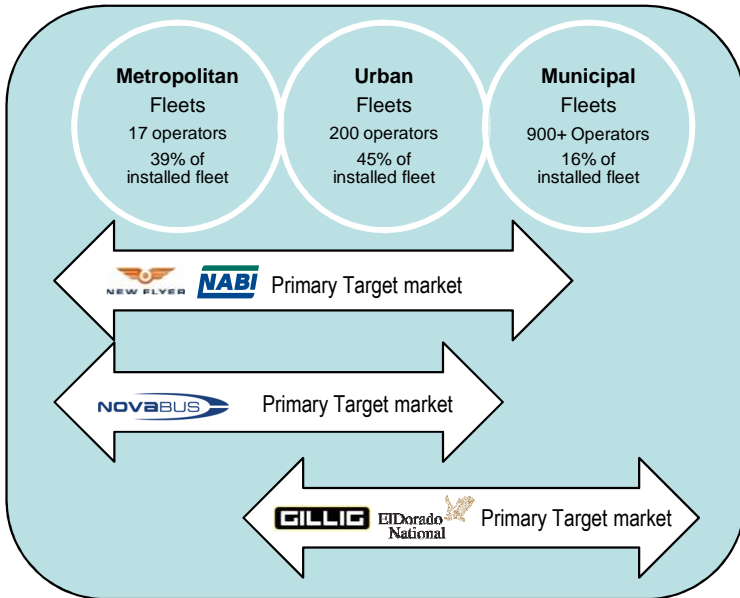 Metropolitan
Fleets
17 operators
39% of
installed fleet
Urban
Fleets
200 operators
45% of
installed fleet
Municipal
Fleets
900+ Operators
16% of
installed fleet
NEW FLYER NABI Primary Target market
NOVABUS Primary Target market
GILLIG ElDorado National Primary Target market